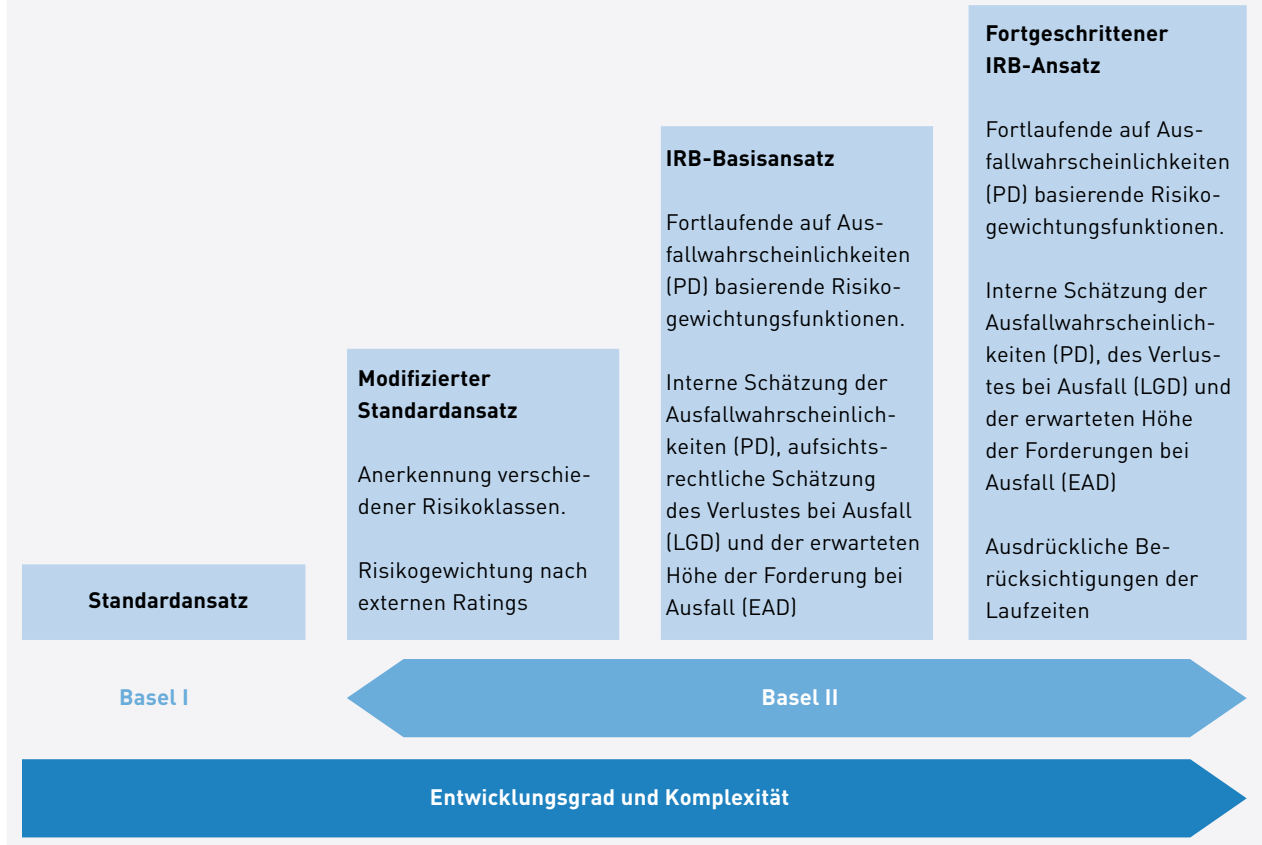 Standardansatz
Modifizierter
Standardansatz
Anerkennung verschie-
dener Risikoklassen.
Risikogewichtung nach
externen Ratings
IRB-Basisansatz
Fortlaufende auf Aus-
fallwahrscheinlichkeiten
(PD) basierende Risiko-
gewichtungsfunktionen.
Interne Schätzung der
Ausfallwahrscheinlich-
keiten (PD), aufsichts-
rechtliche Schätzung
des Verlustes bei Ausfall
(LGD) und der erwarteten
Höhe der Forderung bei
Ausfall (EAD)
Fortgeschrittener
IRB-Ansatz
Fortlaufende auf Aus-
fallwahrscheinlichkeiten
(PD) basierende Risiko-
gewichtungsfunktionen.
Interne Schätzung der
Ausfallwahrscheinlich-
keiten (PD), des Verlus-
tes bei Ausfall (LGD) und
der erwarteten Höhe
der Forderungen bei
Ausfall (EAD)
Ausdrückliche Be-
rücksichtigungen der
Laufzeiten
Basel I
Basel II
Entwicklungsgrad und Komplexität